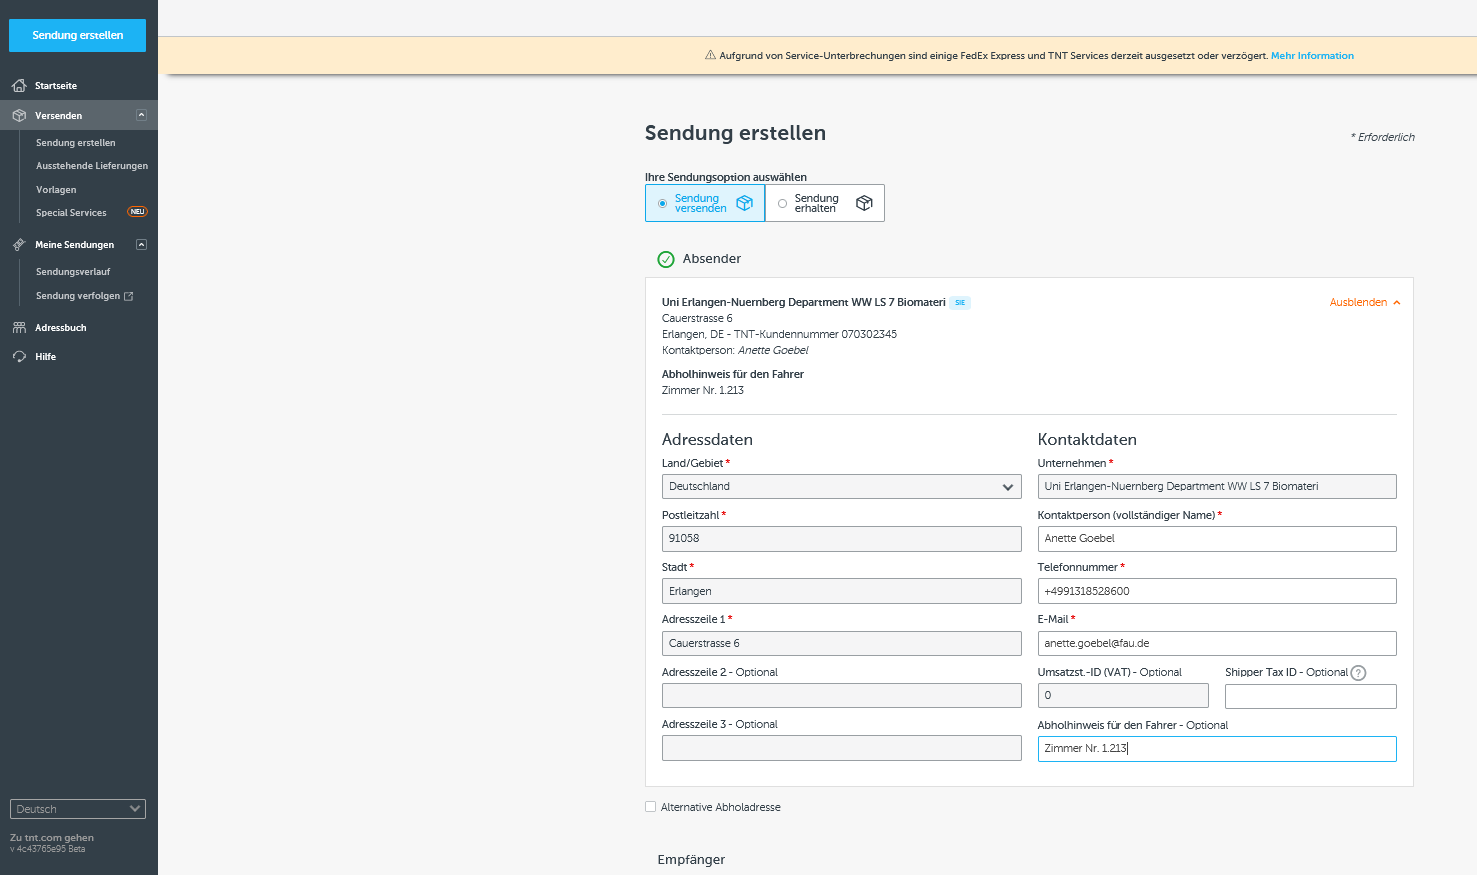 Sendung erstellen
Startseite
Versenden
Sendung erstellen
Ausstehende Lieferungen
Vorlagen
Special Services NEU
Meine Sendungen
Sendungsverlauf
Sendung verfolgen
Adressbuch
Hilfe
Deutsch
Zu tnt.com gehen
v 4c43765e95 Beta
Aufgrund von Service-Unterbrechungen sind einige FedEx Express und TNT Services derzeit ausgesetzt oder verzögert. Mehr Information
Sendung erstellen
* Erforderlich
Ihre Sendungsoption auswählen
Sendung versenden
Sendung erhalten
Absender
Uni Erlangen-Nuernberg Department WW LS 7 Biomateri SIE
Ausblenden
Cauerstrasse 6
Erlangen, DE - TNT-Kundennummer 070302345
Kontaktperson: Anette Goebel
Abholhinweis für den Fahrer
Zimmer Nr. 1.213
Adressdaten
Land/Gebiet *
Deutschland
Postleitzahl *
91058
Stadt *
Erlangen
Adresszeile 1 *
Cauerstrasse 6
Adresszeile 2 - Optional
Adresszeile 3 - Optional
Kontaktdaten
Unternehmen *
Uni Erlangen-Nuernberg Department WW LS 7 Biomateri
Kontaktperson (vollständiger Name) *
Anette Goebel
Telefonnummer *
+4991318528600
E-Mail *
anette.goebel@fau.de
Umsatzst.-ID (VAT) - Optional
0
Shipper Tax ID - Optional ?
Abholhinweis für den Fahrer - Optional
Zimmer Nr. 1.213
Alternative Abholadresse
Empfänger